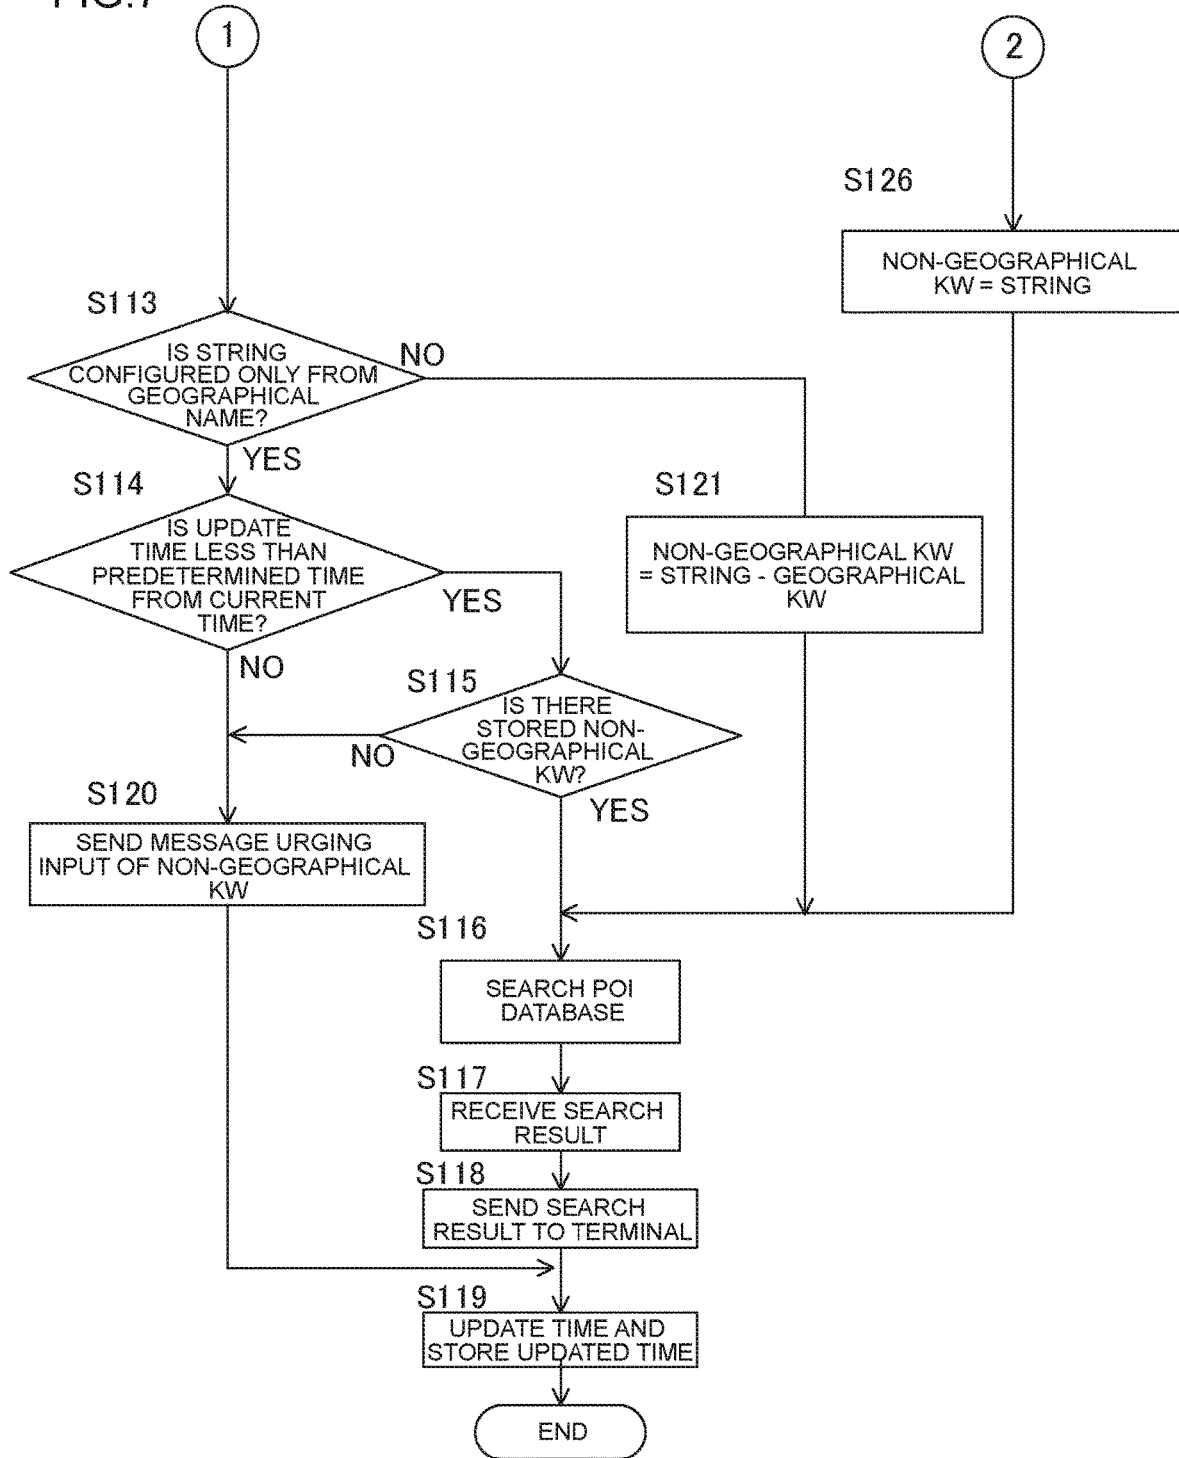 FIG.7
1
2
S126
NON-GEOGRAPHICAL
KW = STRING
S113
IS STRING
CONFIGURED ONLY FROM
GEOGRAPHICAL
NAME?
NO
YES
S114
IS UPDATE
TIME LESS THAN
PREDETERMINED TIME
FROM CURRENT
TIME?
YES
NO
S121
NON-GEOGRAPHICAL KW
= STRING - GEOGRAPHICAL
KW
S115
IS THERE
STORED NON-
GEOGRAPHICAL
KW?
NO
YES
S120
SEND MESSAGE URGING
INPUT OF NON-GEOGRAPHICAL
KW
S116
SEARCH POI
DATABASE
S117
RECEIVE SEARCH
RESULT
S118
SEND SEARCH
RESULT TO TERMINAL
S119
UPDATE TIME AND
STORE UPDATED TIME
END